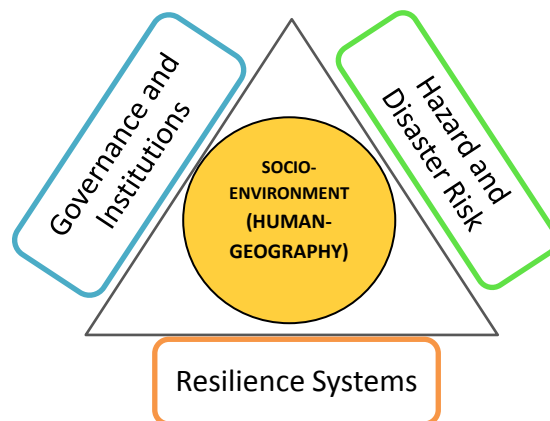 Governance and
Institutions
Hazard and
Disaster Risk
SOCIO-
ENVIRONMENT
(HUMAN-
GEOGRAPHY)
Resilience Systems